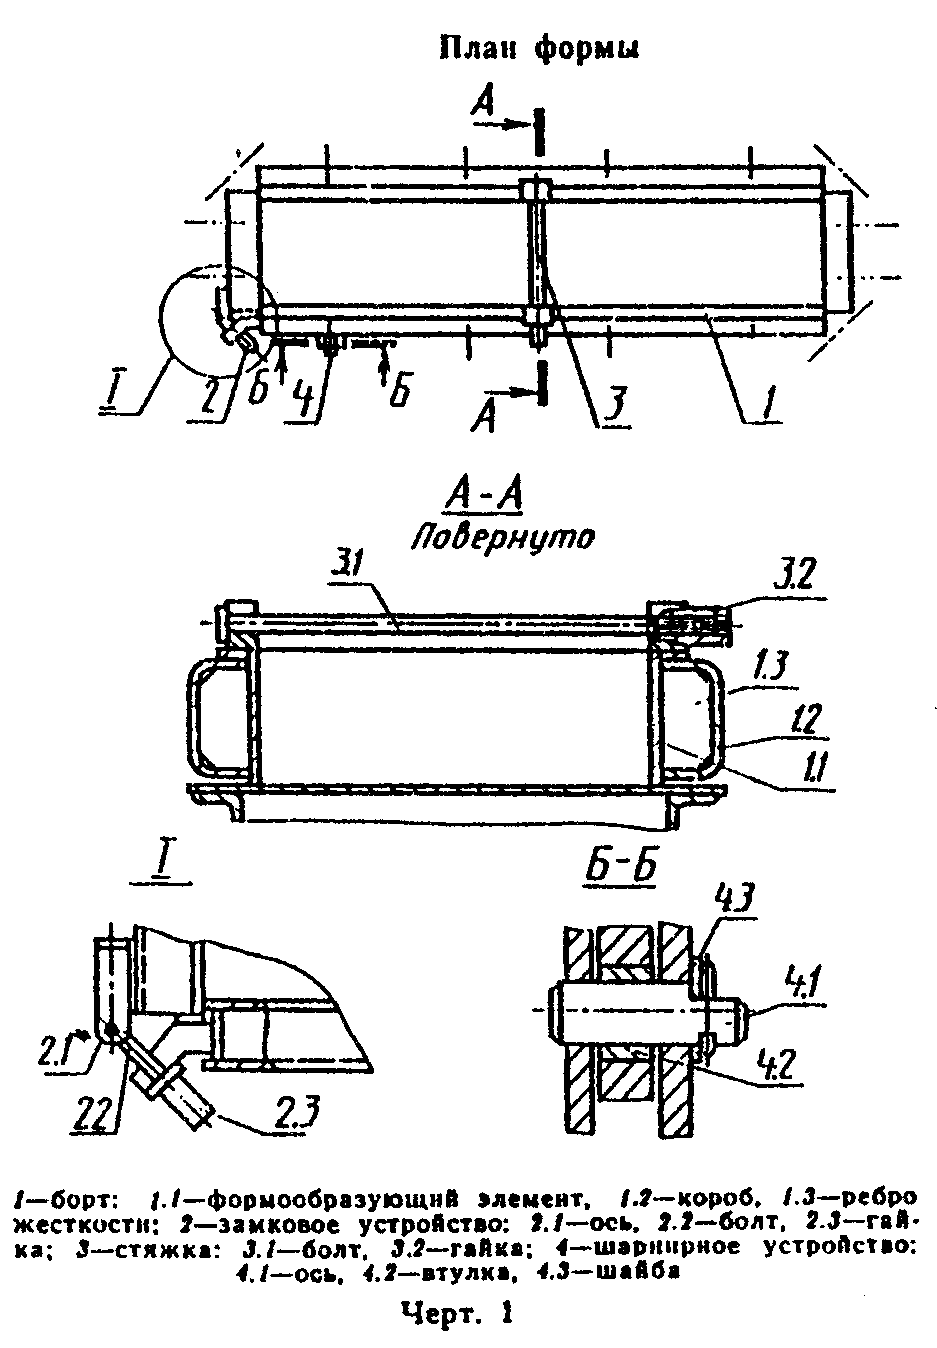 План формы
А
I
2
Б
4
Б
А
3
1
А-А
Повернуто
3.1
3.2
1.3
1.2
1.1
I
Б-Б
2.1
22
2.3
4.3
4.1
4.2
1—борт: 1.1—формообразующий элемент, 1.2—короб, 1.3—ребро
жесткости; 2—замковое устройство: 2.1—ось, 2.2—болт, 2.3—гай-
ка; 3—стяжка: 3.1—болт, 3.2—гайка; 4—шарнирное устройство:
4.1—ось, 4.2—втулка, 4.3—шайба
Черт. 1